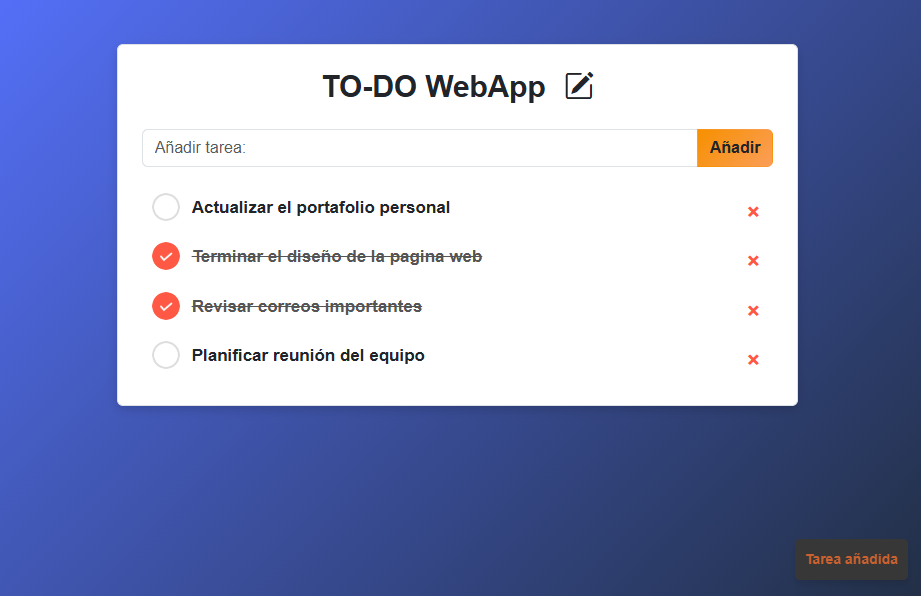 TO-DO WebApp
Añadir tarea:
Añadir
Actualizar el portafolio personal
Terminar el diseño de la pagina web
Revisar correos importantes
Planificar reunión del equipo
Tarea añadida